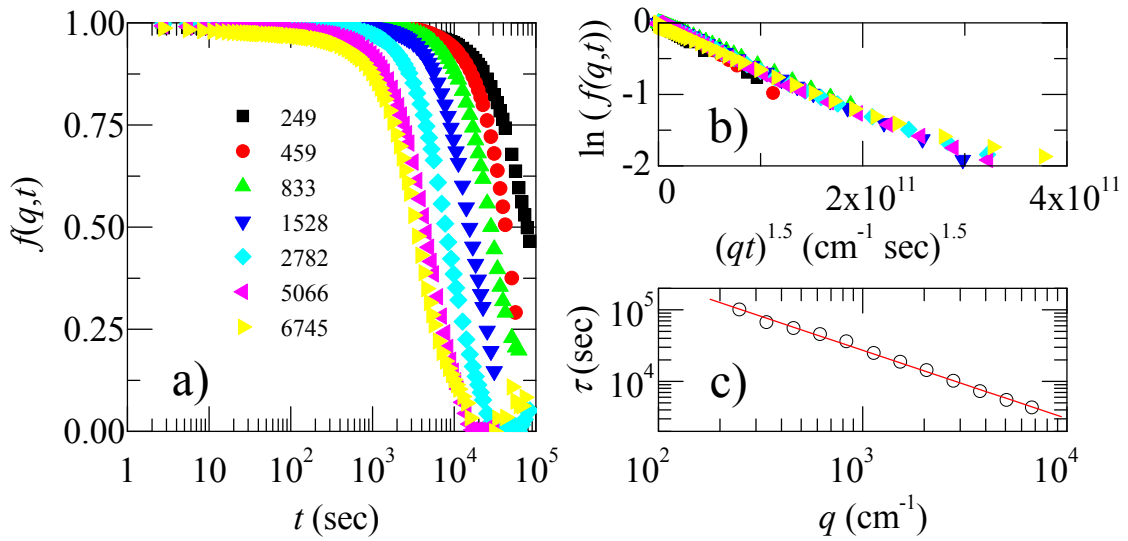 1.00
0.75
0.50
0.25
0.00
f(q,t)
249
459
833
1528
2782
5066
6745
a)
1 10 10² 10³ 10⁴ 10⁵
t (sec)
0
-1
-2
ln (f(q,t))
b)
0 2x10¹¹ 4x10¹¹
(qt)¹·⁵ (cm⁻¹ sec)¹·⁵
10⁵
10⁴
τ (sec)
c)
10² 10³ 10⁴
q (cm⁻¹)